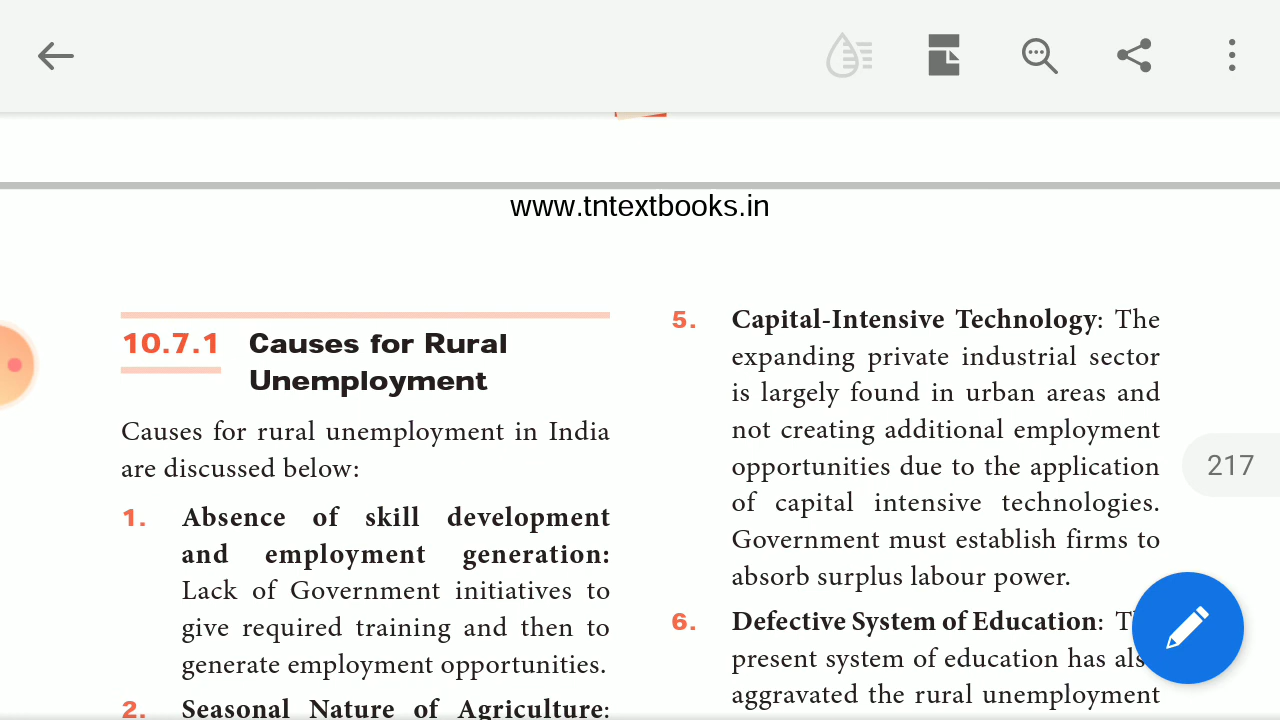 www.tntextbooks.in
10.7.1 Causes for Rural
Unemployment
Causes for rural unemployment in India
are discussed below:
1. Absence of skill development
and employment generation:
Lack of Government initiatives to
give required training and then to
generate employment opportunities.
2. Seasonal Nature of Agriculture:
5. Capital-Intensive Technology: The
expanding private industrial sector
is largely found in urban areas and
not creating additional employment
opportunities due to the application
of capital intensive technologies.
Government must establish firms to
absorb surplus labour power.
6. Defective System of Education:
present system of education has
aggravated the rural unemployment
217